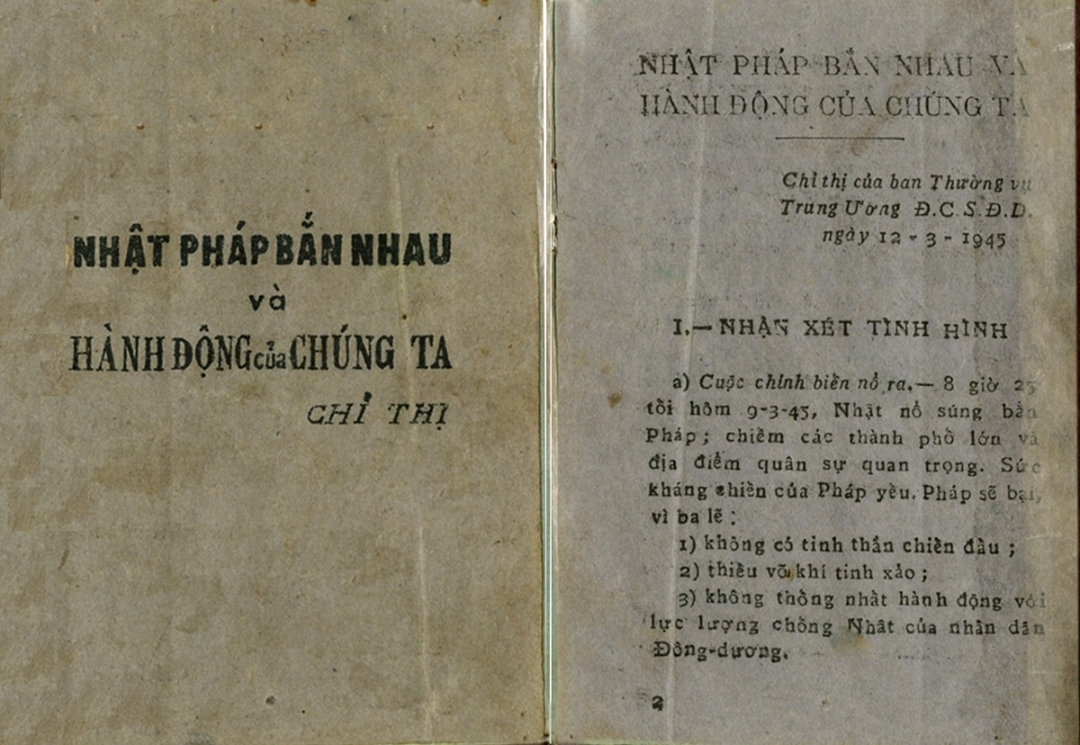 NHẬT PHÁP BẮN NHAU
và
HÀNH ĐỘNG của CHÚNG TA
CHỈ THỊ
NHẬT PHÁP BẮN NHAU VÀ
HÀNH ĐỘNG CỦA CHÚNG TA
Chỉ thị của ban Thường vụ
Trung Ương Đ.C.S.Đ.D.
ngày 12-3-1945
I.— NHẬN XÉT TÌNH HÌNH
a) Cuộc chính biến nổ ra.— 8 giờ 25
tối hôm 9-3-45, Nhật nổ súng bắn
Pháp; chiếm các thành phố lớn và
địa điểm quân sự quan trọng. Sức
kháng chiến của Pháp yếu. Pháp sẽ bại,
vì ba lẽ:
1) không có tinh thần chiến đấu;
2) thiếu võ khí tinh xảo;
3) không thống nhất hành động với
lực lượng chống Nhật của nhân dân
Đông-dương.
2